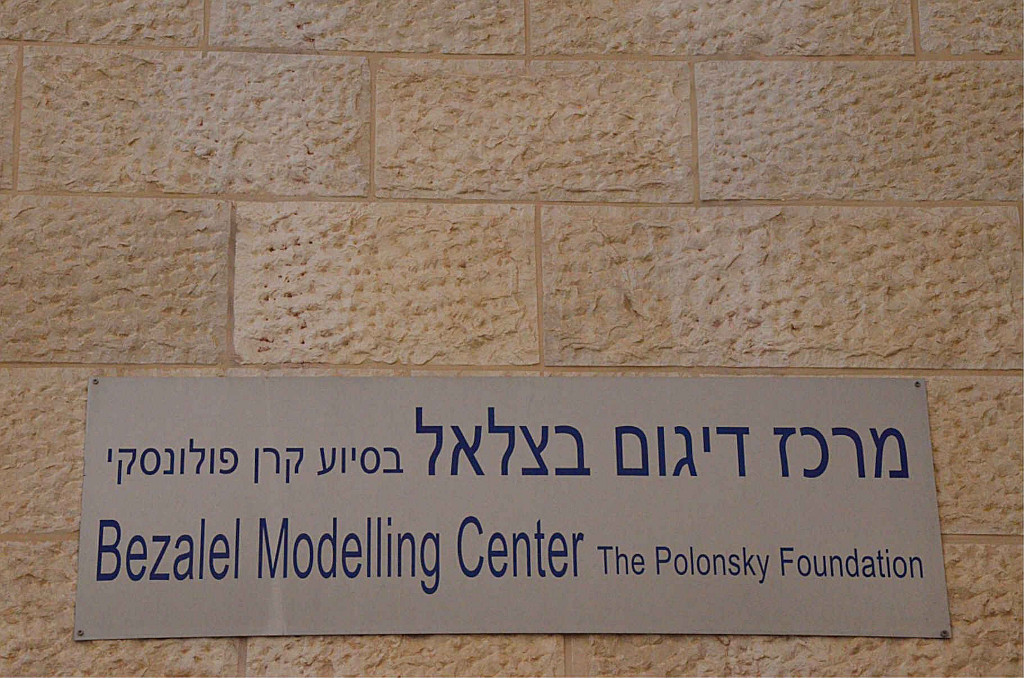 מרכז דיגום בצלאל בסיוע קרן פולונסקי
Bezalel Modelling Center The Polonsky Foundation